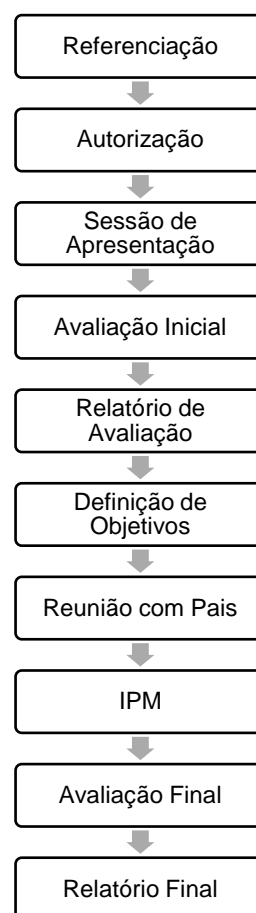 Referenciação
Autorização
Sessão de
Apresentação
Avaliação Inicial
Relatório de
Avaliação
Definição de
Objetivos
Reunião com Pais
IPM
Avaliação Final
Relatório Final